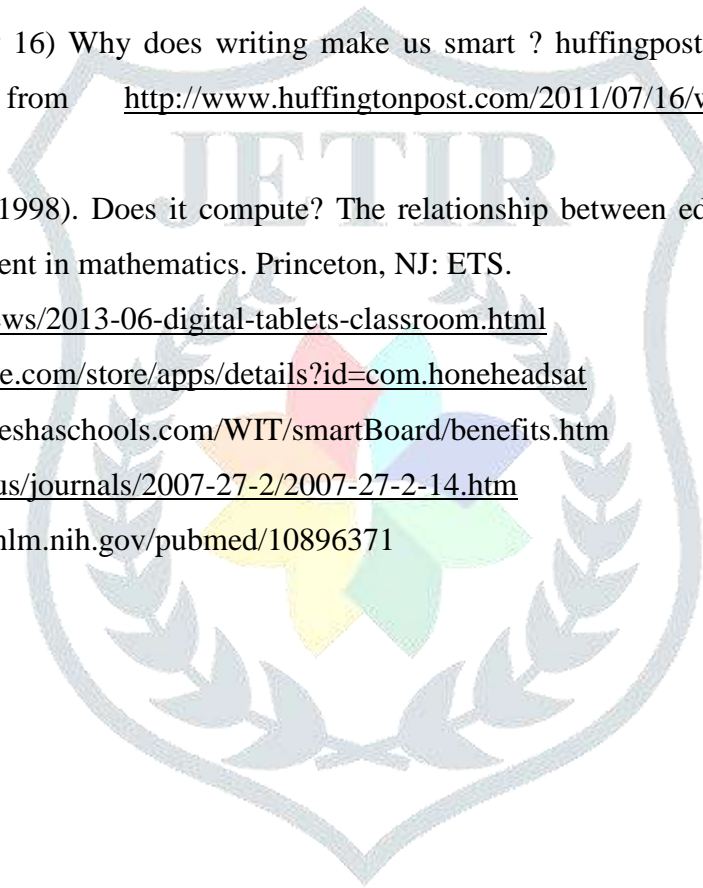 16) Why does writing make us smart ? huffingpost
from http://www.huffingtonpost.com/2011/07/16/
JETIR
1998). Does it compute? The relationship between
ent in mathematics. Princeton, NJ: ETS.
ws/2013-06-digital-tablets-classroom.html
e.com/store/apps/details?id=com.honeheadsat
eshaschools.com/WIT/smartBoard/benefits.htm
us/journals/2007-27-2/2007-27-2-14.htm
nlm.nih.gov/pubmed/10896371